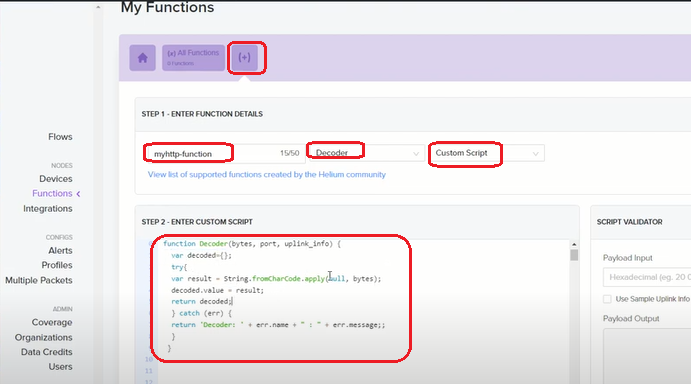 My Functions
All Functions
0 Functions
{+}
STEP 1 - ENTER FUNCTION DETAILS
myhttp-function
15/50
Decoder
Custom Script
View list of supported functions created by the Helium community
Flows
NODES
Devices
Functions
Integrations
CONFIGS
Alerts
Profiles
Multiple Packets
ADMIN
Coverage
Organizations
Data Credits
Users
STEP 2 - ENTER CUSTOM SCRIPT
function Decoder(bytes, port, uplink_info) {
var decoded={};
try{
var result = String.fromCharCode.apply(null, bytes);
decoded.value = result;
return decoded;
} catch (err) {
return "Decoder: " + err.name + " : " + err.message;;
}
}
10
SCRIPT VALIDATOR
Payload Input
Hexadecimal (eg. 20 C
Use Sample Uplink Info
Payload Output